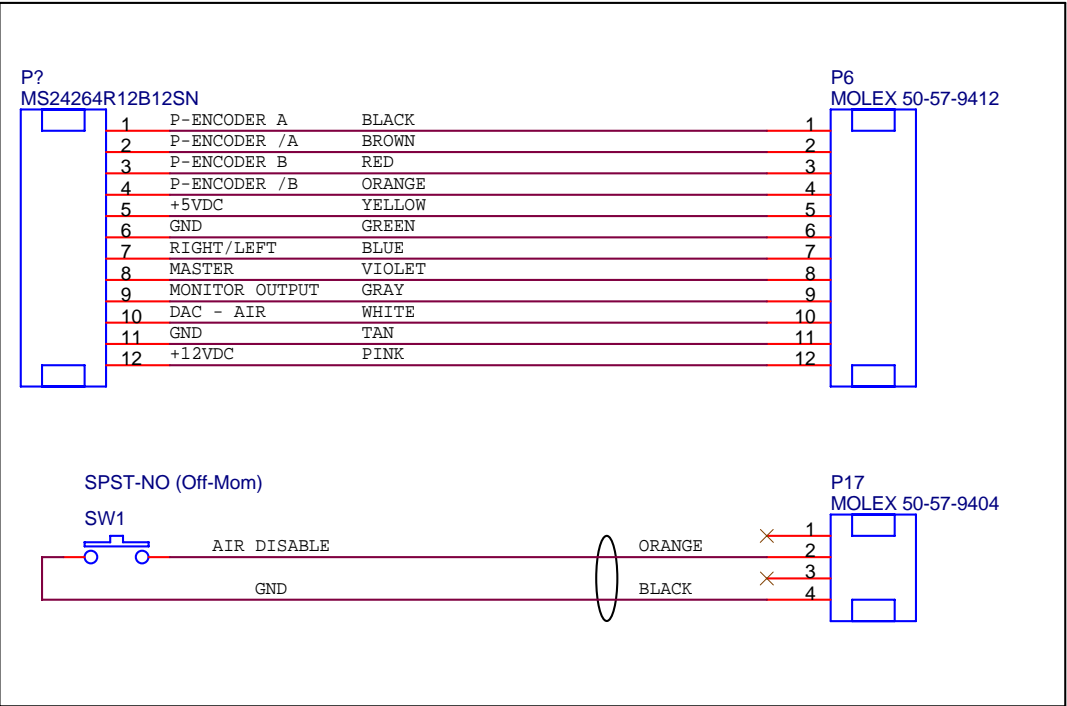 P?
MS24264R12B12SN
P6
MOLEX 50-57-9412
1 P-ENCODER A BLACK 1
2 P-ENCODER /A BROWN 2
3 P-ENCODER B RED 3
4 P-ENCODER /B ORANGE 4
5 +5VDC YELLOW 5
6 GND GREEN 6
7 RIGHT/LEFT BLUE 7
8 MASTER VIOLET 8
9 MONITOR OUTPUT GRAY 9
10 DAC - AIR WHITE 10
11 GND TAN 11
12 +12VDC PINK 12
SPST-NO (Off-Mom)
SW1
P17
MOLEX 50-57-9404
1
AIR DISABLE ORANGE 2
3
GND BLACK 4